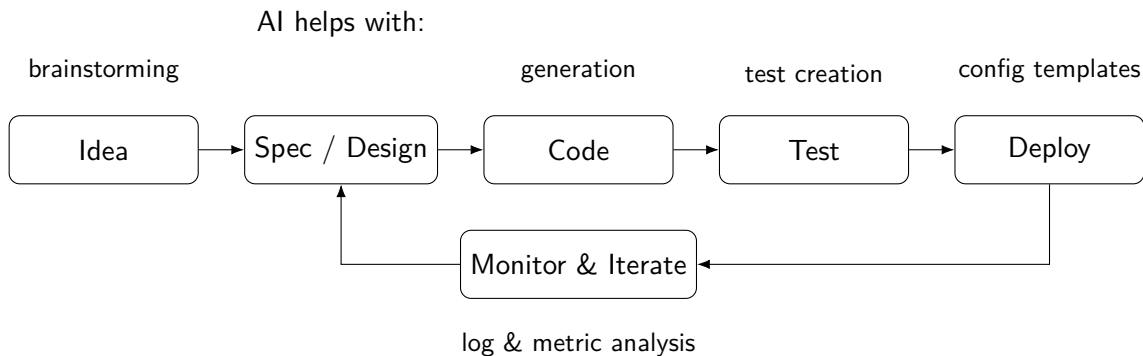 AI helps with:
brainstorming
generation
test creation
config templates
Idea
Spec / Design
Code
Test
Deploy
Monitor & Iterate
log & metric analysis